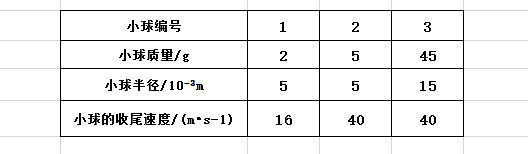 小球编号 1 2 3
小球质量/g 2 5 45
小球半径/10⁻³m 5 5 15
小球的收尾速度/(m•s-1) 16 40 40